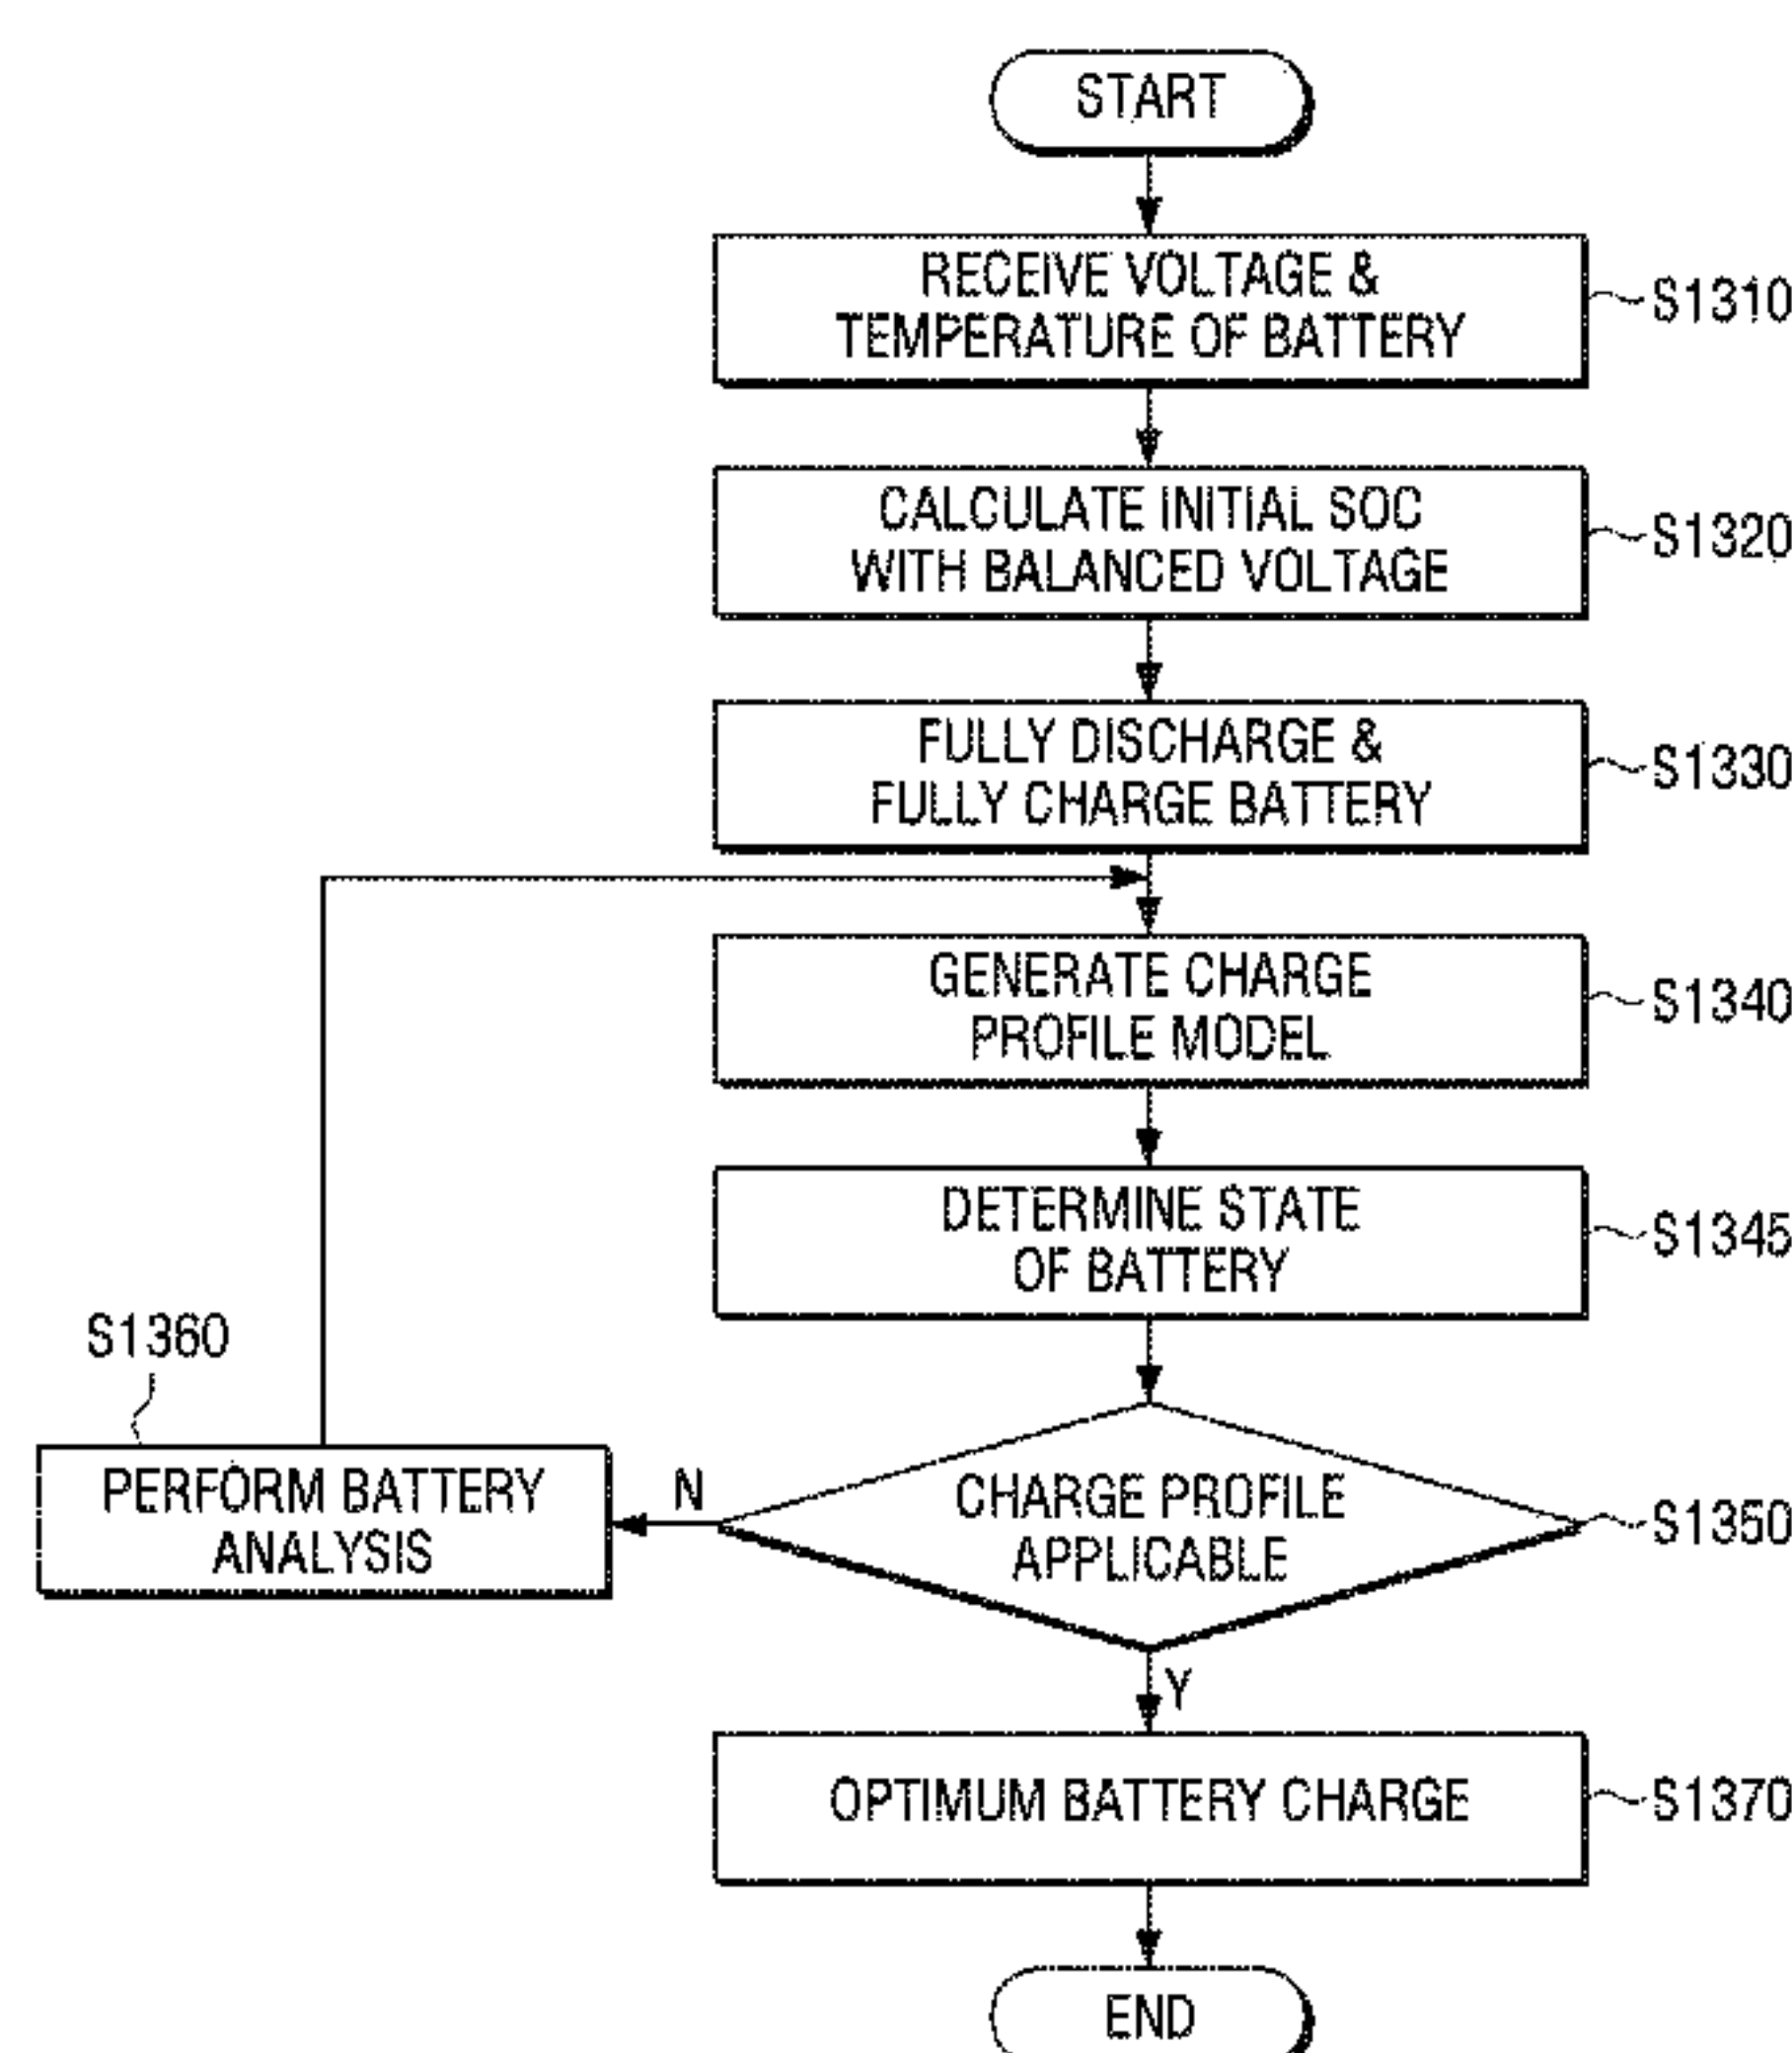 START
RECEIVE VOLTAGE &
TEMPERATURE OF BATTERY
S1310
CALCULATE INITIAL SOC
WITH BALANCED VOLTAGE
S1320
FULLY DISCHARGE &
FULLY CHARGE BATTERY
S1330
GENERATE CHARGE
PROFILE MODEL
S1340
DETERMINE STATE
OF BATTERY
S1345
S1360
PERFORM BATTERY
ANALYSIS
N
CHARGE PROFILE
APPLICABLE
S1350
Y
OPTIMUM BATTERY CHARGE
S1370
END